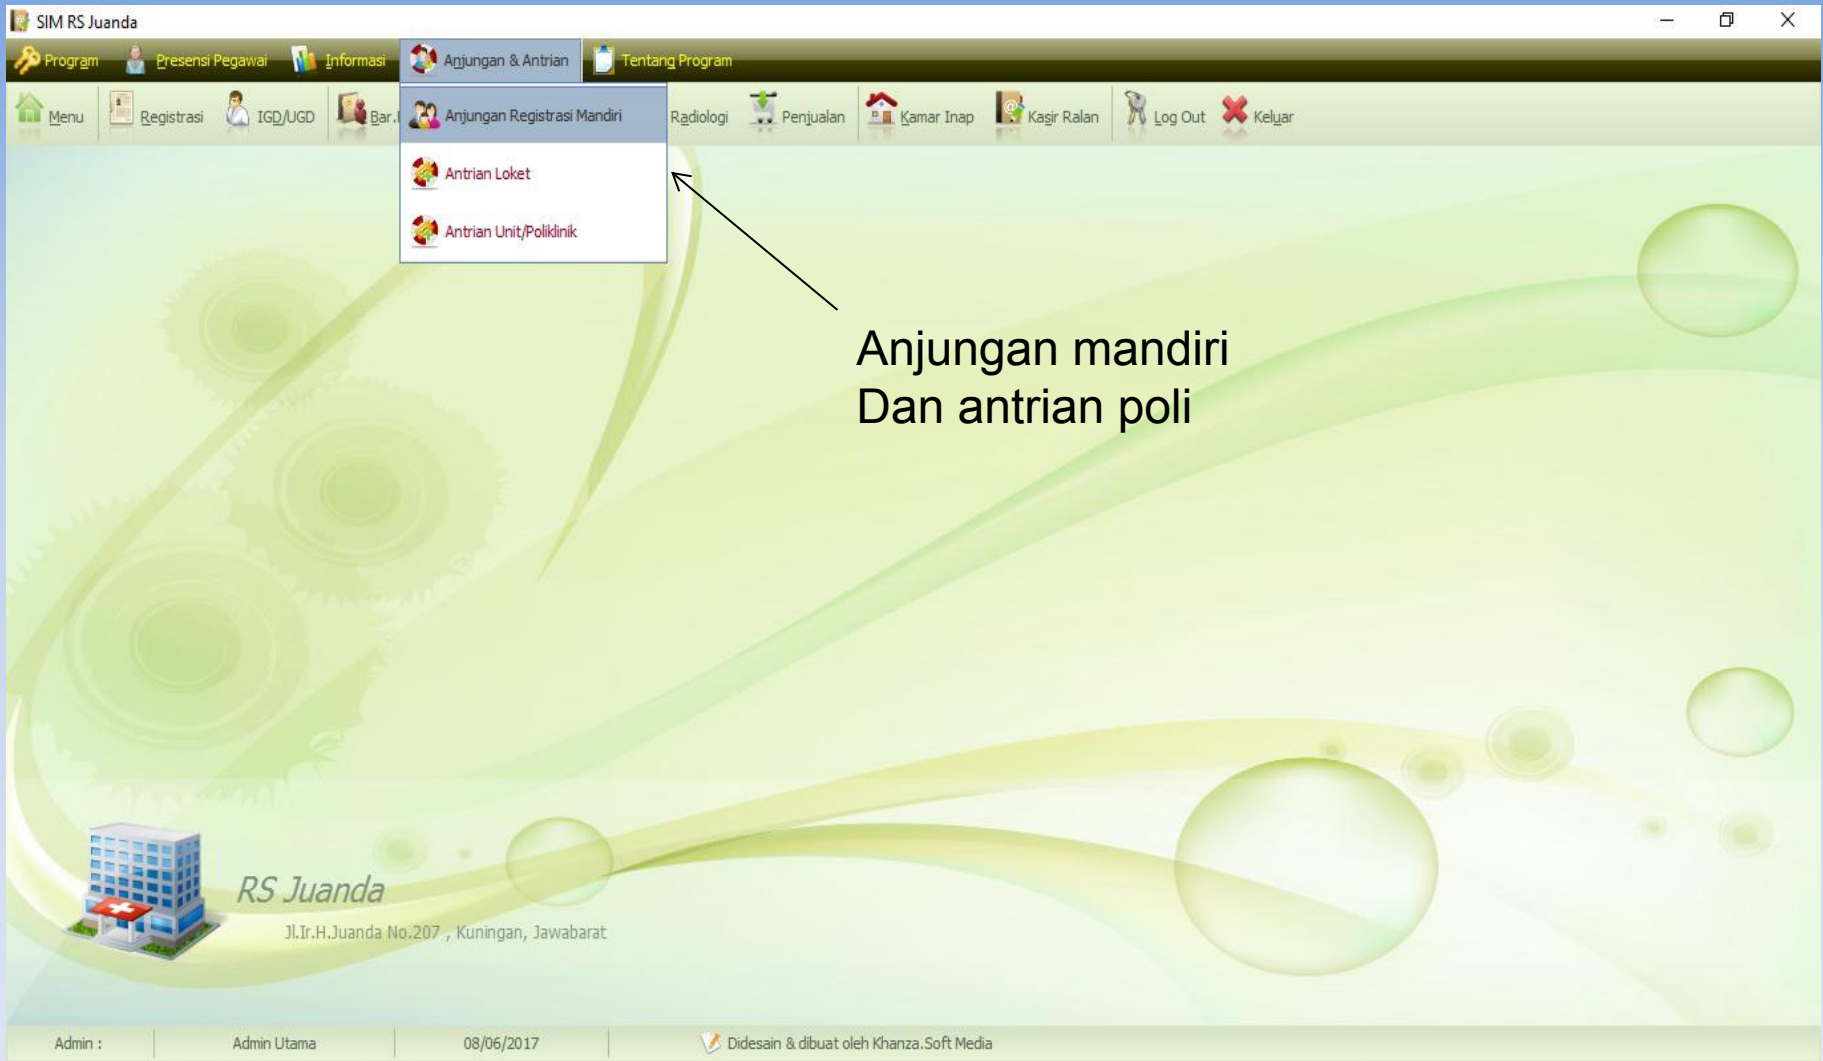 SIM RS Juanda
Program Presensi Pegawai Informasi Anjungan & Antrian Tentang Program
Menu Registrasi IGD/UGD Bar. Radiologi Penjualan Kamar Inap Kasir Ralan Log Out Keluar
Anjungan Registrasi Mandiri
Antrian Loket
Antrian Unit/Poliklinik
Anjungan mandiri
Dan antrian poli
RS Juanda
Jl.Ir.H.Juanda No.207 , Kuningan, Jawabarat
Admin : Admin Utama 08/06/2017 Didesain & dibuat oleh Khanza.Soft Media